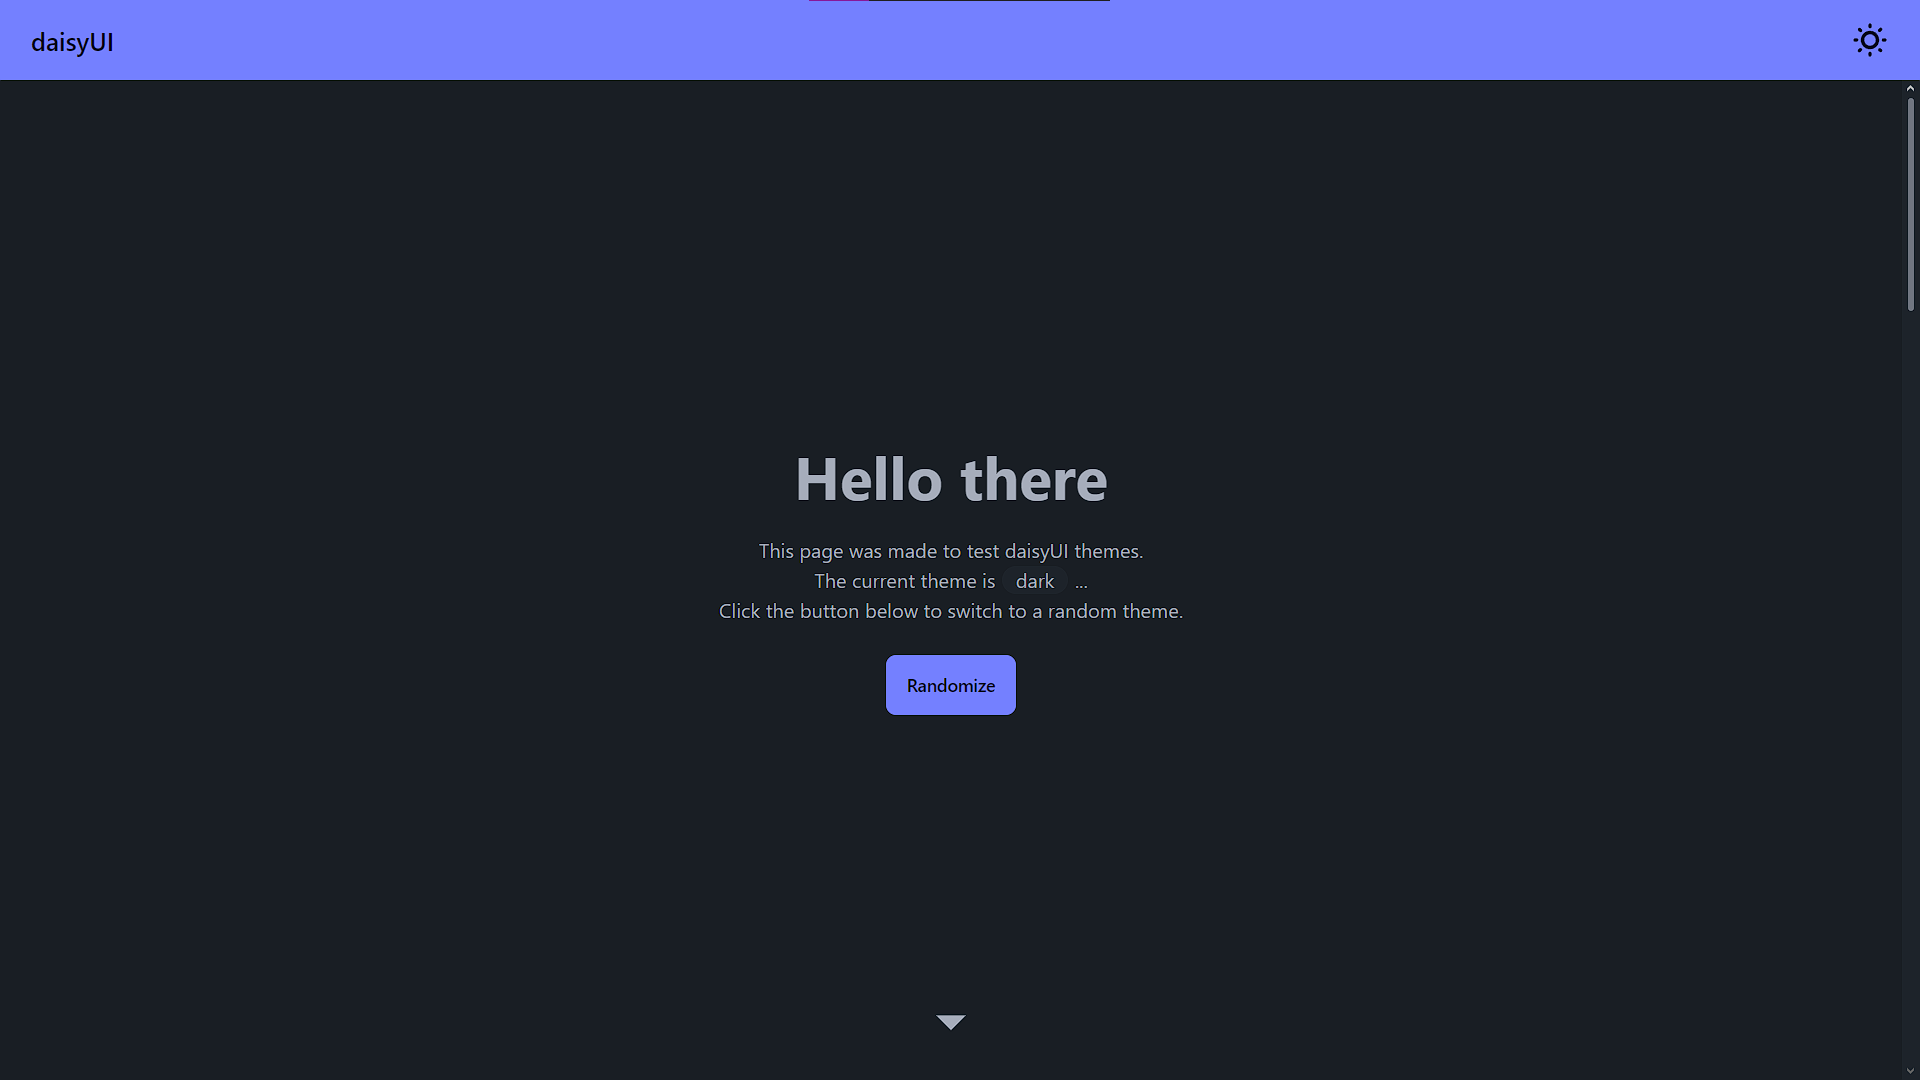 daisyUI
Hello there
This page was made to test daisyUI themes.
The current theme is dark ...
Click the button below to switch to a random theme.
Randomize